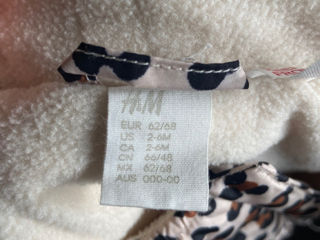 H&M
EUR 62/68
US 2-6M
CA 2-6M
CN 66/48
MX 62/68
AUS 000-00